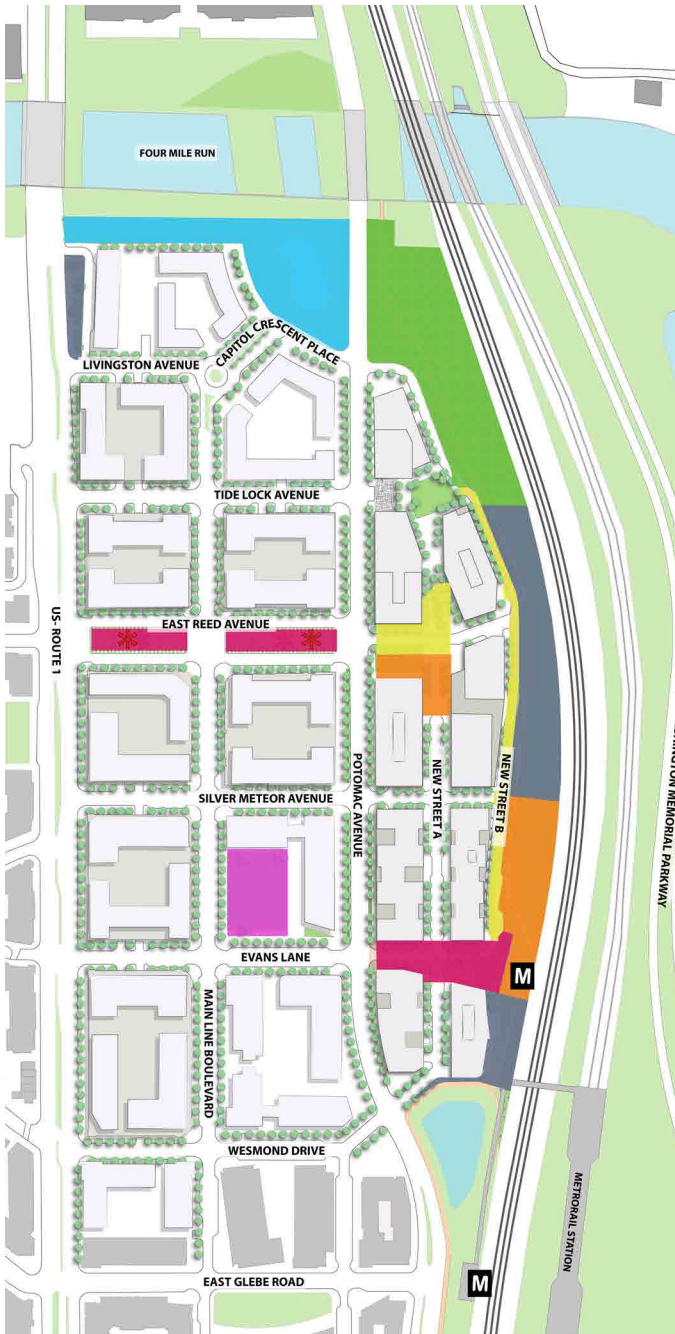 FOUR MILE RUN
CAPITOL CRESCENT PLACE
LIVINGSTON AVENUE
TIDE LOCK AVENUE
EAST REED AVENUE
US- ROUTE 1
POTOMAC AVENUE
NEW STREET A
NEW STREET B
MEMORIAL PARKWAY
SILVER METEOR AVENUE
EVANS LANE
M
MAIN LINE BOULEVARD
WESMOND DRIVE
METRORAIL STATION
EAST GLEBE ROAD
M